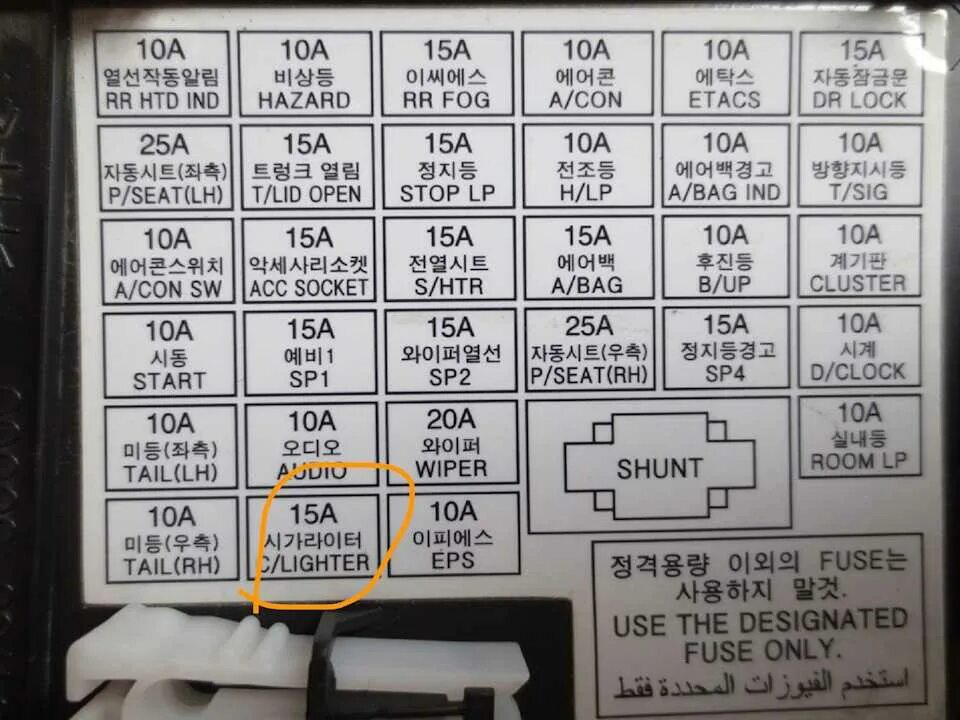 10A 10A 15A 10A 10A 15A
열선작동알림 비상등 이씨에스 에어콘 에탁스 자동잠금문
RR HTD IND HAZARD RR FOG A/CON ETACS DR LOCK
25A 15A 15A 10A 10A 10A
자동시트(좌측) 트렁크 열림 정지등 전조등 에어백경고 방향지시등
P/SEAT(LH) T/LID OPEN STOP LP H/LP A/BAG IND T/SIG
10A 15A 15A 15A 10A 10A
에어콘스위치 악세사리소켓 전열시트 에어백 후진등 계기판
A/CON SW ACC SOCKET S/HTR A/BAG B/UP CLUSTER
10A 15A 15A 25A 15A 10A
시동 예비1 와이퍼열선 자동시트(우측) 정지등경고 시계
START SP1 SP2 P/SEAT(RH) SP4 D/CLOCK
10A 10A 20A 10A
미등(좌측) 오디오 와이퍼 실내등
TAIL(LH) AUDIO WIPER SHUNT ROOM LP
10A 15A 10A
미등(우측) 시가라이터 이피에스
TAIL(RH) C/LIGHTER EPS
정격용량 이외의 FUSE는
사용하지 말것.
USE THE DESIGNATED
FUSE ONLY.
استخدم الفيوزات المحددة فقط